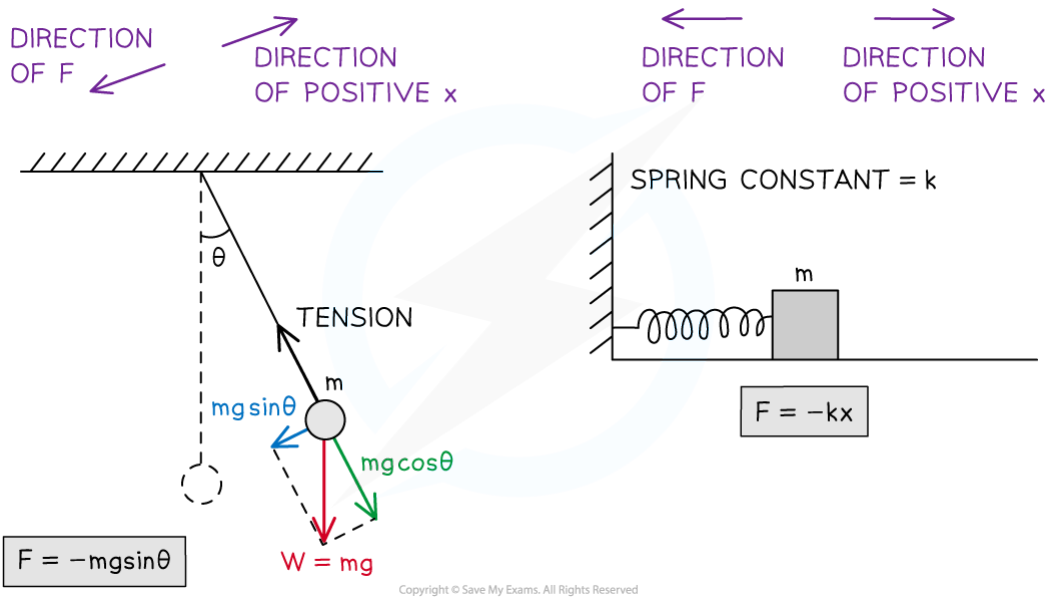 DIRECTION
OF F
DIRECTION
OF POSITIVE x
θ
TENSION
m
mgsinθ
mgcosθ
W = mg
F = -mgsinθ
DIRECTION
OF F
DIRECTION
OF POSITIVE x
SPRING CONSTANT = k
m
F = -kx
Copyright © Save My Exams. All Rights Reserved